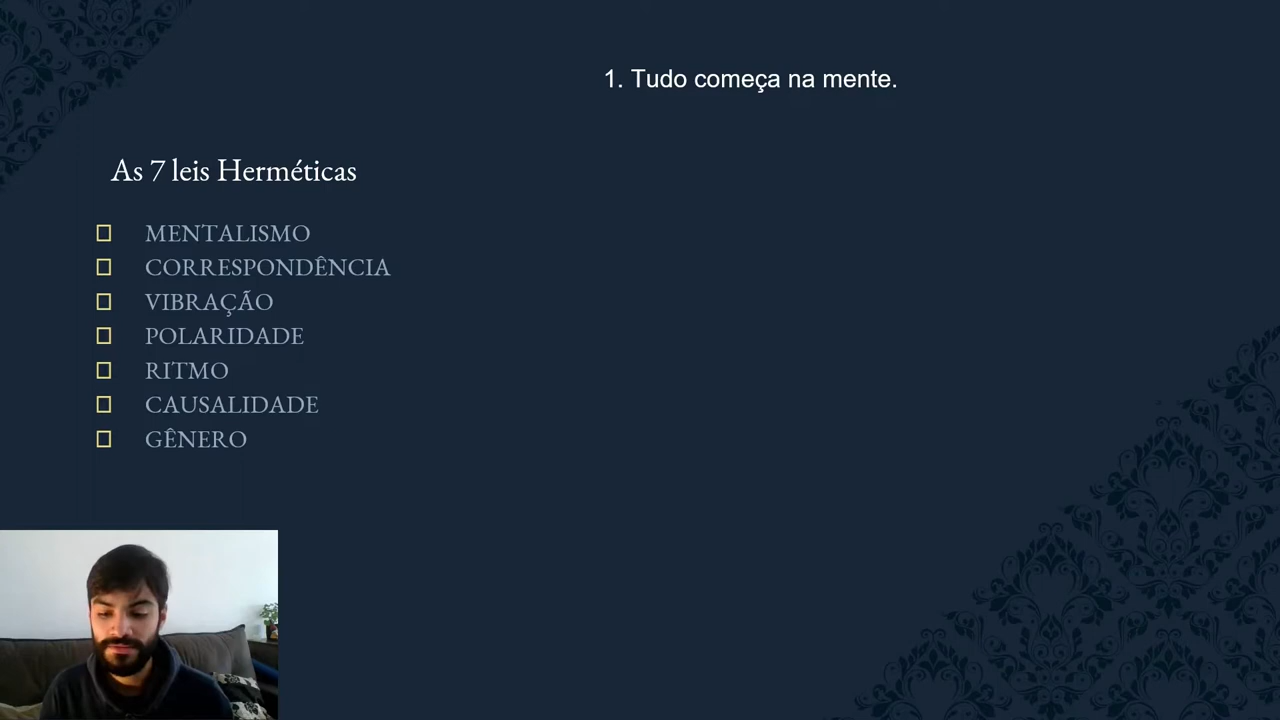 1. Tudo começa na mente.
As 7 leis Herméticas
MENTALISMO
CORRESPONDÊNCIA
VIBRAÇÃO
POLARIDADE
RITMO
CAUSALIDADE
GÊNERO